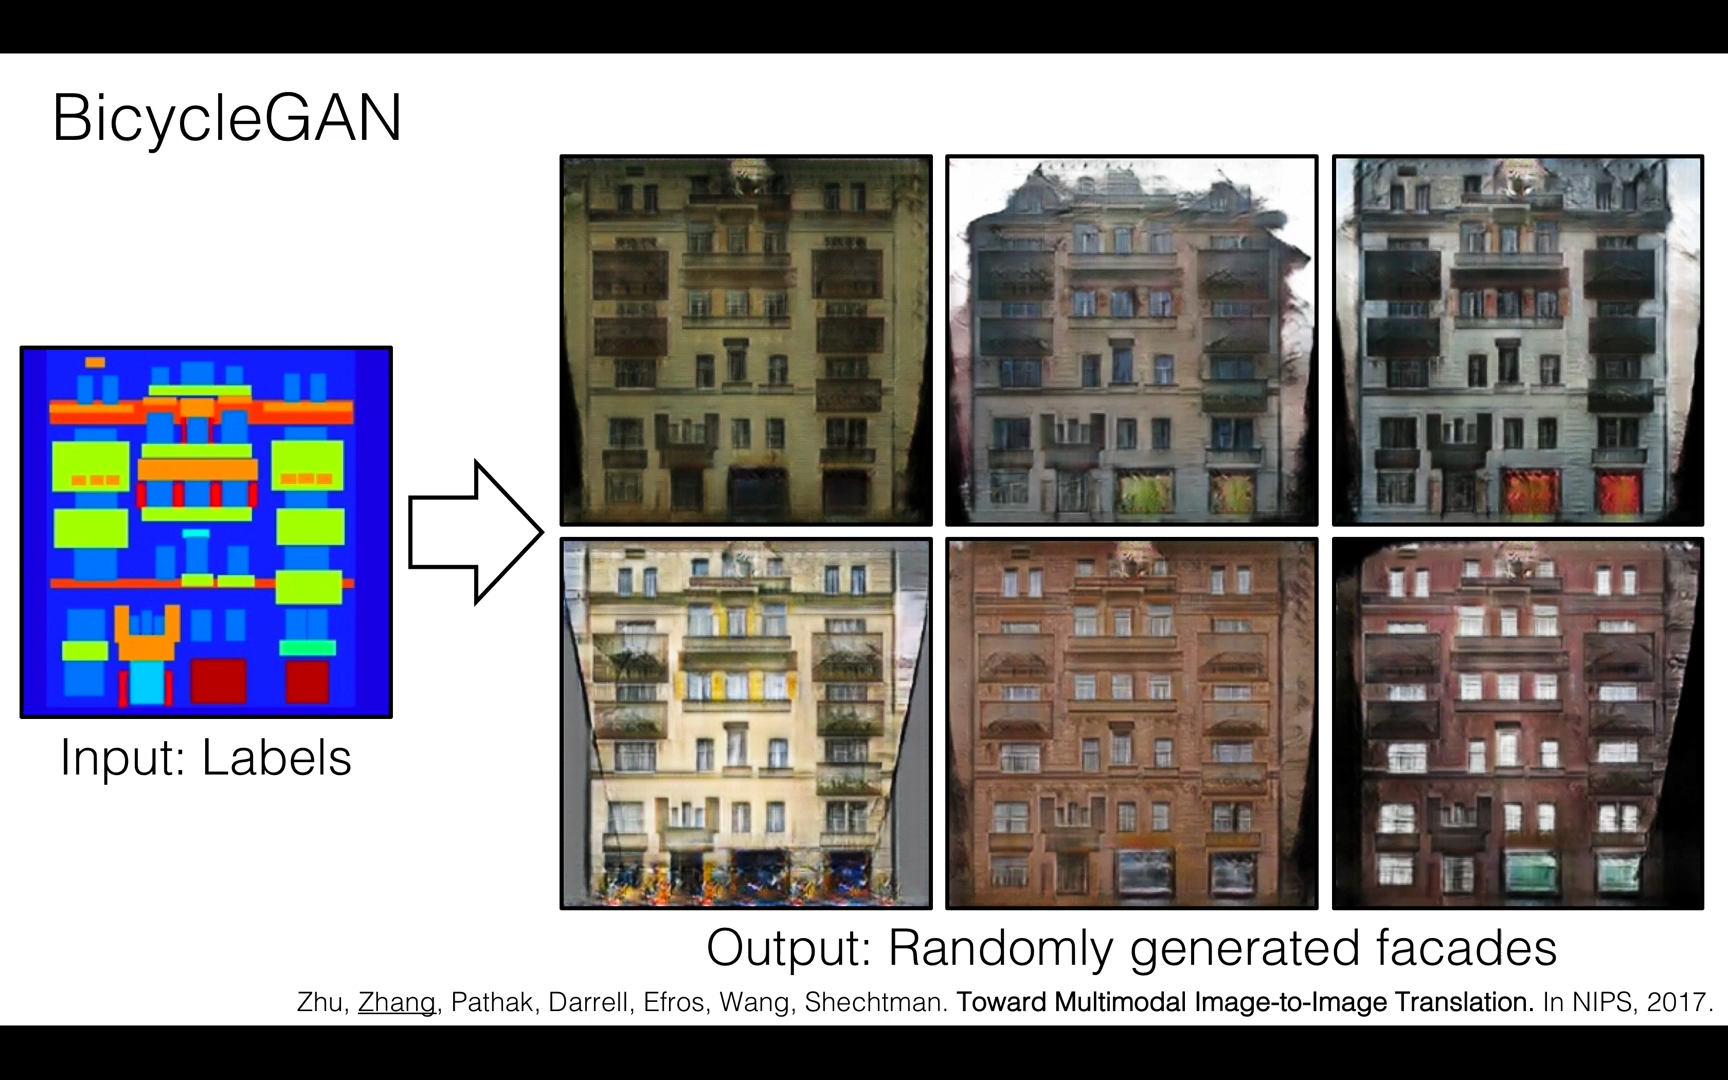 BicycleGAN
Input: Labels
Output: Randomly generated facades
Zhu, Zhang, Pathak, Darrell, Efros, Wang, Shechtman. Toward Multimodal Image-to-Image Translation. In NIPS, 2017.